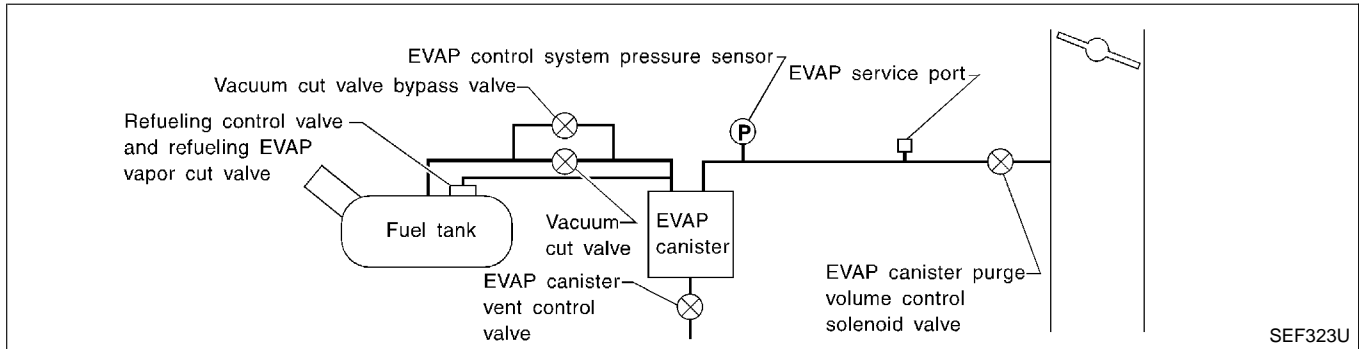 EVAP control system pressure sensor
EVAP service port
Vacuum cut valve bypass valve
Refueling control valve
and refueling EVAP
vapor cut valve
P
Fuel tank
Vacuum
cut valve
EVAP
canister
EVAP canister
vent control
valve
EVAP canister purge
volume control
solenoid valve
SEF323U